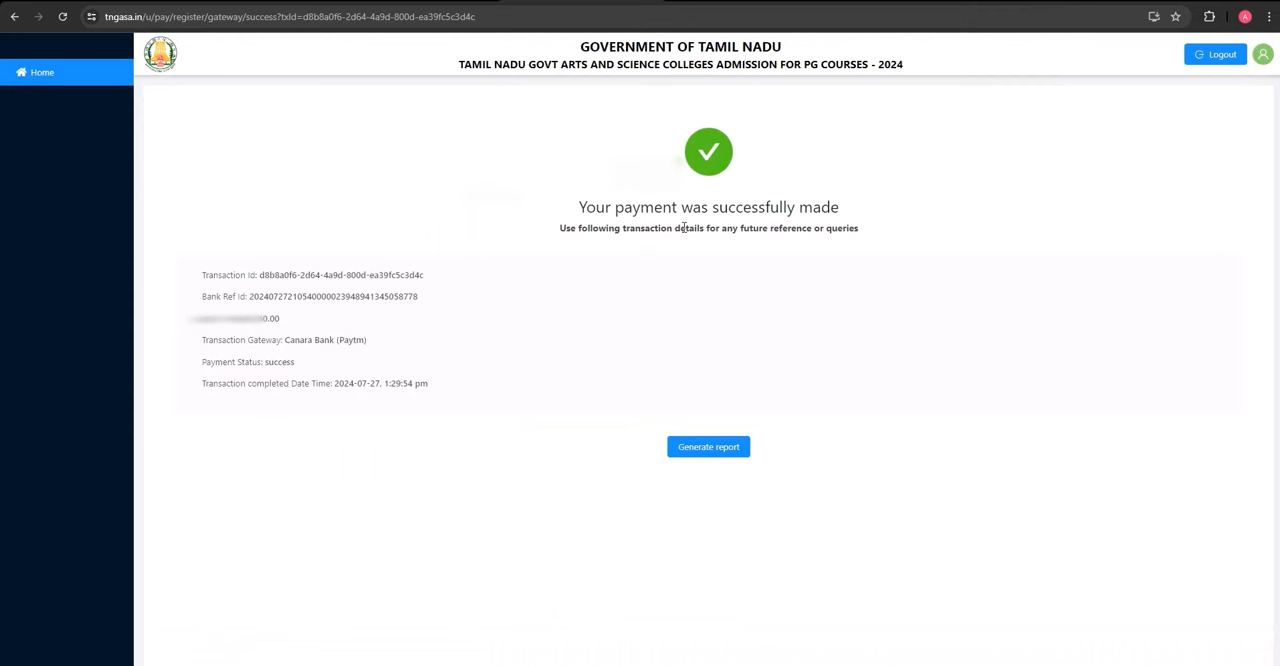 tngasa.in/u/pay/register/gateway/success?txId=d8b8a0f6-2d64-4a9d-800d-ea39fc5c3d4c
A
GOVERNMENT OF TAMIL NADU
TAMIL NADU GOVT ARTS AND SCIENCE COLLEGES ADMISSION FOR PG COURSES - 2024
Logout
Home
Your payment was successfully made
Use following transaction details for any future reference or queries
Transaction Id: d8b8a0f6-2d64-4a9d-800d-ea39fc5c3d4c
Bank Ref Id: 20240727210540000023948941345058778
0.00
Transaction Gateway: Canara Bank (Paytm)
Payment Status: success
Transaction completed Date Time: 2024-07-27, 1:29:54 pm
Generate report